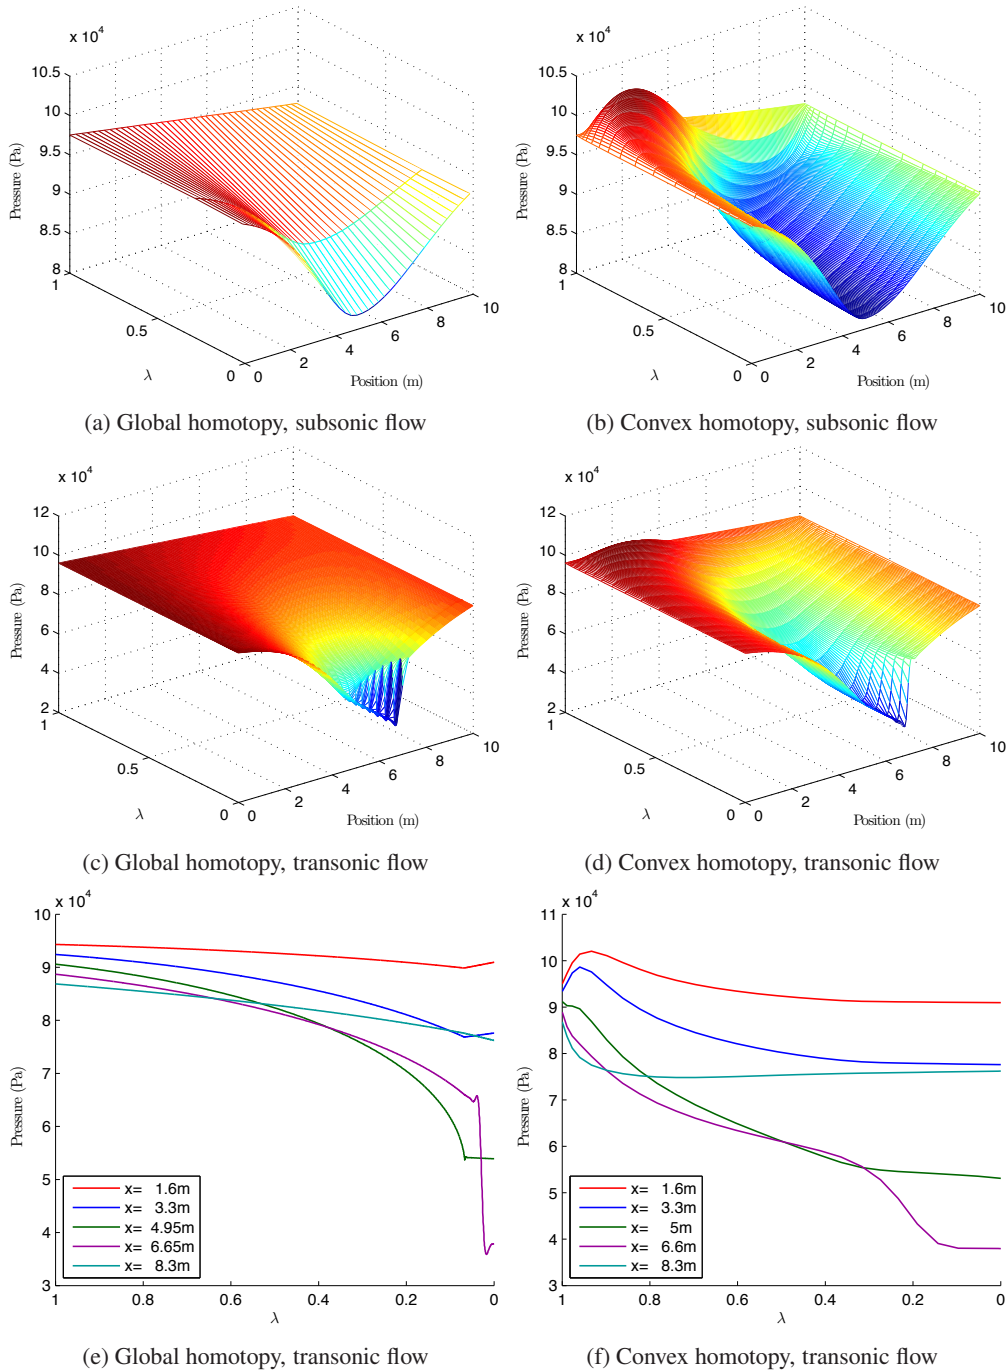 x 10^4
10.5
10
9.5
9
8.5
8
1
0.5
0
0
2
4
6
8
10
Pressure (Pa)
λ
Position (m)
(a) Global homotopy, subsonic flow
x 10^4
10.5
10
9.5
9
8.5
8
1
0.5
0
0
2
4
6
8
10
Pressure (Pa)
λ
Position (m)
(b) Convex homotopy, subsonic flow
x 10^4
12
10
8
6
4
2
1
0.5
0
0
2
4
6
8
10
Pressure (Pa)
λ
Position (m)
(c) Global homotopy, transonic flow
x 10^4
12
10
8
6
4
2
1
0.5
0
0
2
4
6
8
10
Pressure (Pa)
λ
Position (m)
(d) Convex homotopy, transonic flow
x 10^4
10
9
8
7
6
5
4
3
Pressure (Pa)
x= 1.6m
x= 3.3m
x= 4.95m
x= 6.65m
x= 8.3m
1 0.8 0.6 0.4 0.2 0
λ
(e) Global homotopy, transonic flow
x 10^4
11
10
9
8
7
6
5
4
3
Pressure (Pa)
x= 1.6m
x= 3.3m
x= 5m
x= 6.6m
x= 8.3m
1 0.8 0.6 0.4 0.2 0
λ
(f) Convex homotopy, transonic flow